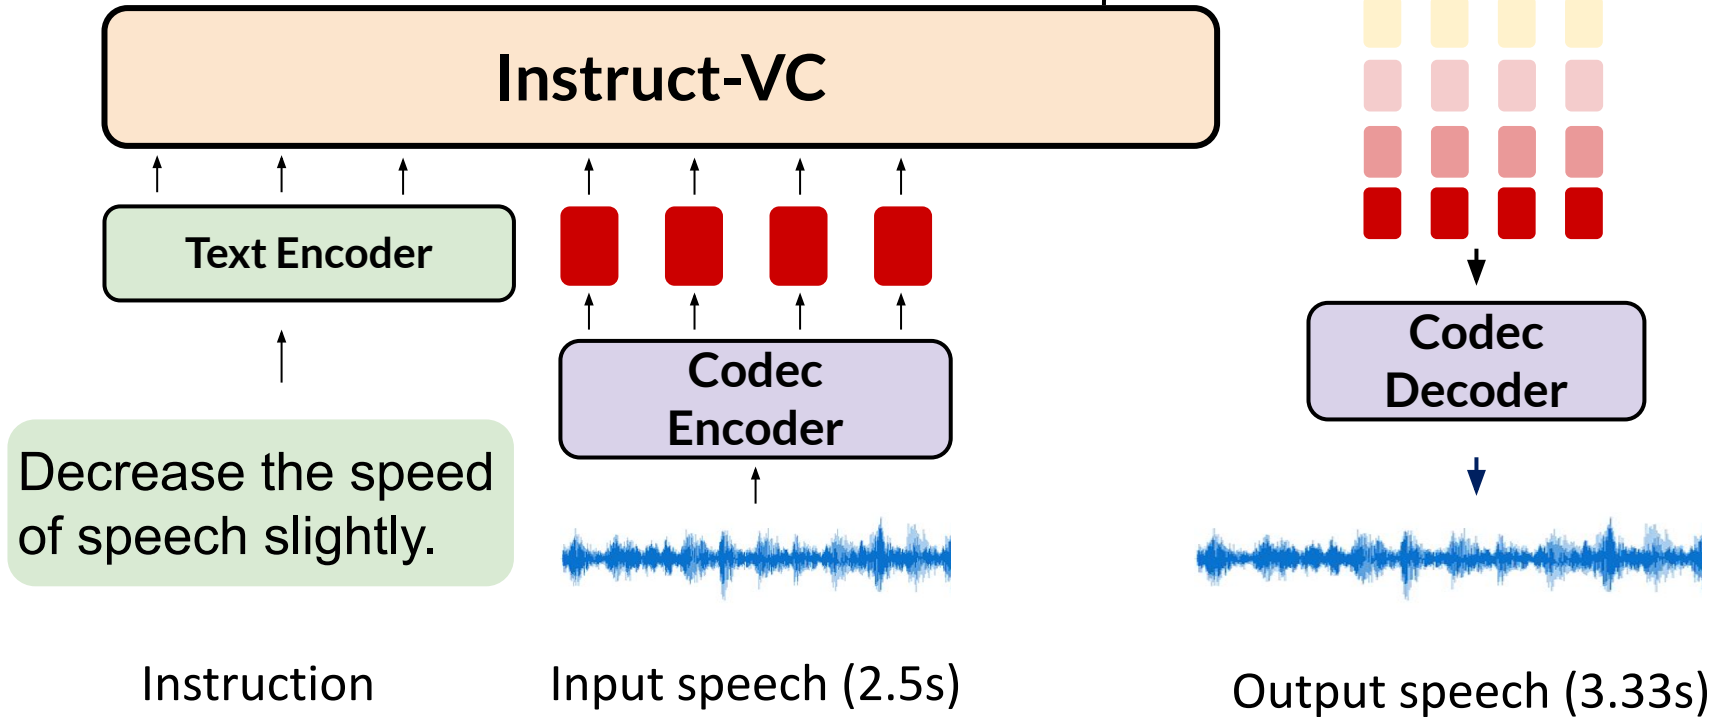 Instruct-VC
Text Encoder
Codec
Encoder
Codec
Decoder
Decrease the speed
of speech slightly.
Instruction
Input speech (2.5s)
Output speech (3.33s)